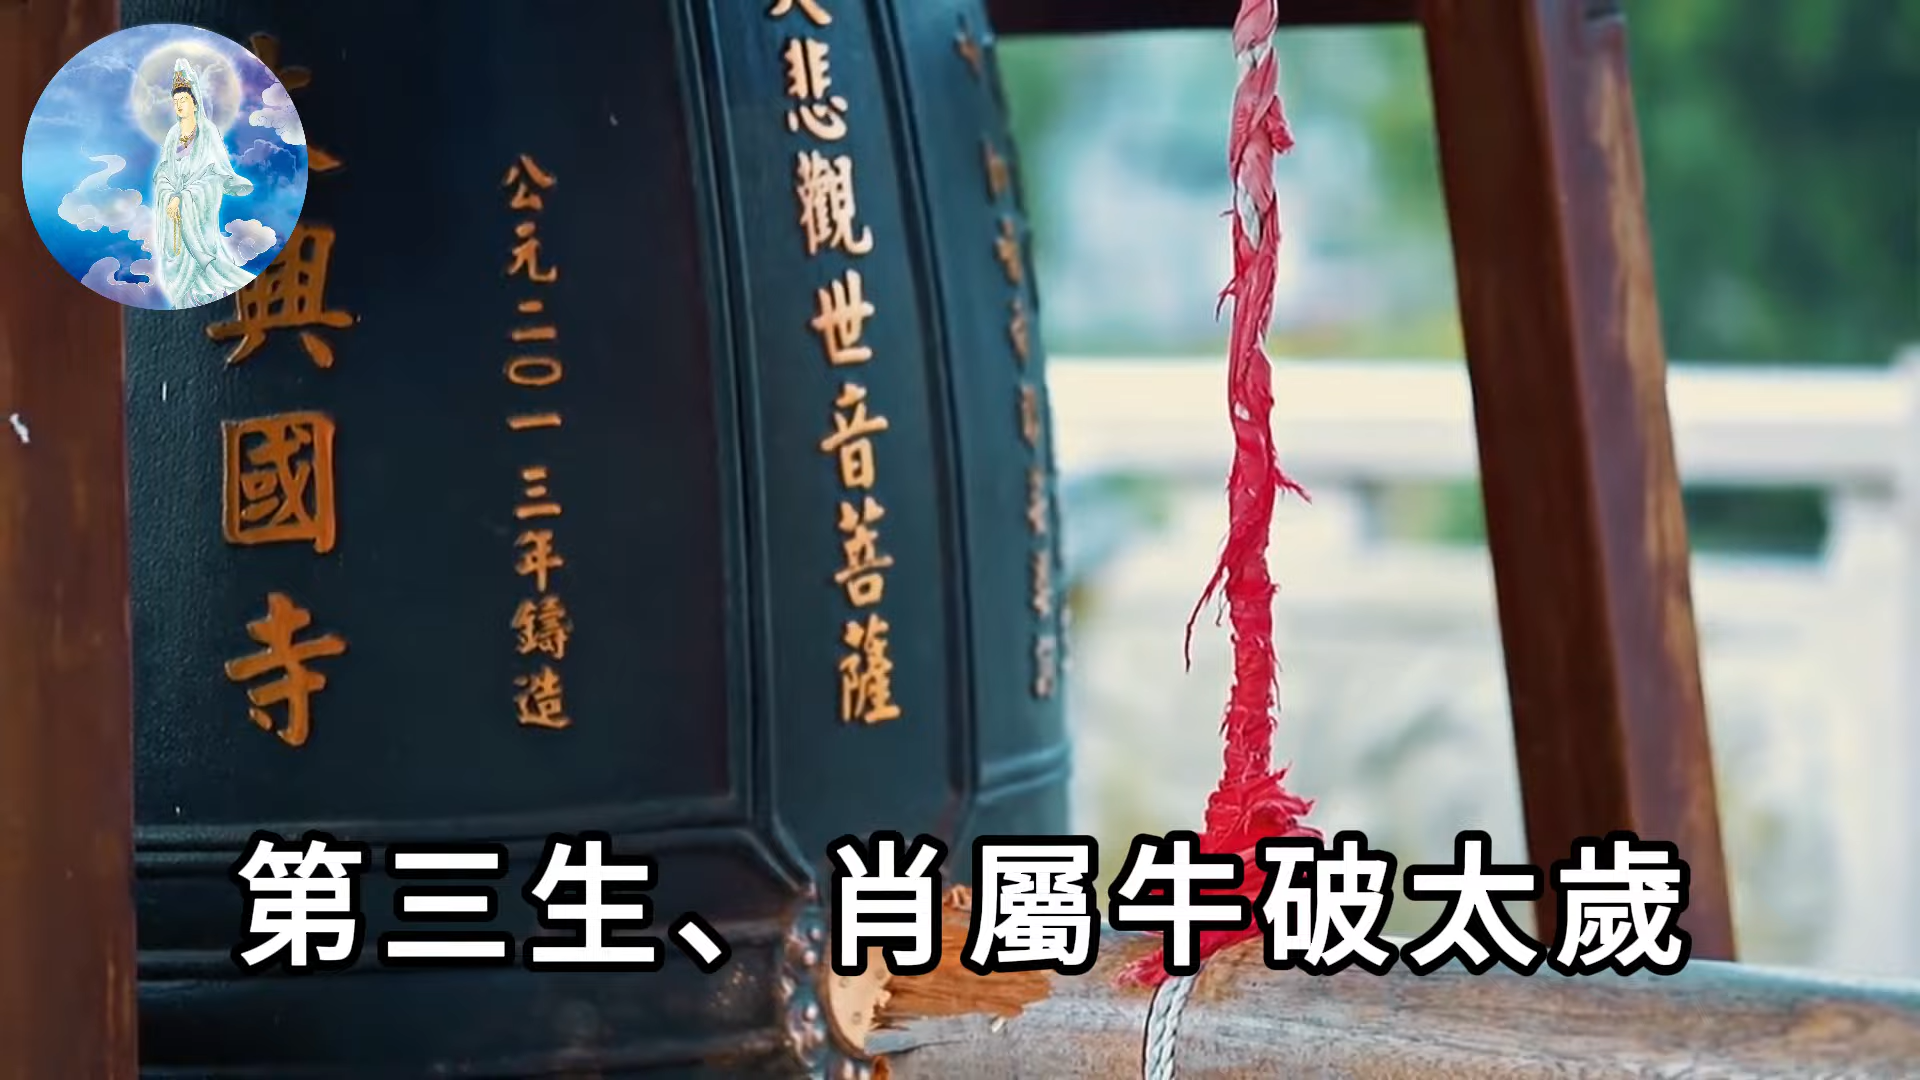 興國寺
公元二〇一三年鑄造
悲觀世音菩薩
第三生、肖屬牛破太歲